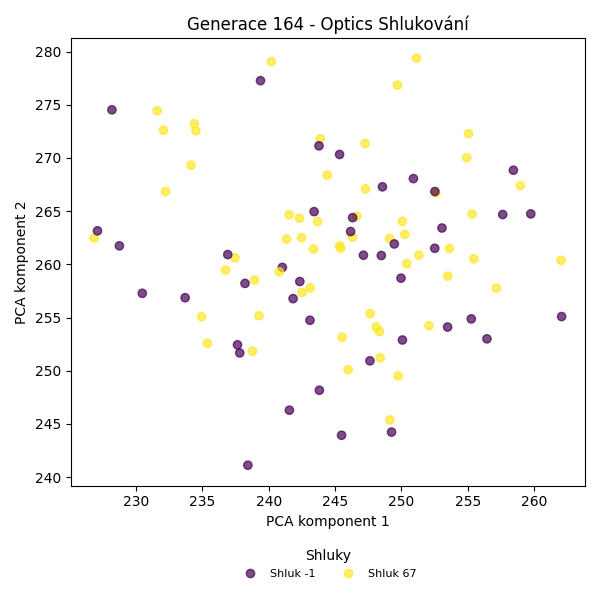 Generace 164 - Optics Shlukování
280
275
270
265
260
255
250
245
240
PCA komponent 2
230 235 240 245 250 255 260
PCA komponent 1
Shluky
Shluk -1 Shluk 67